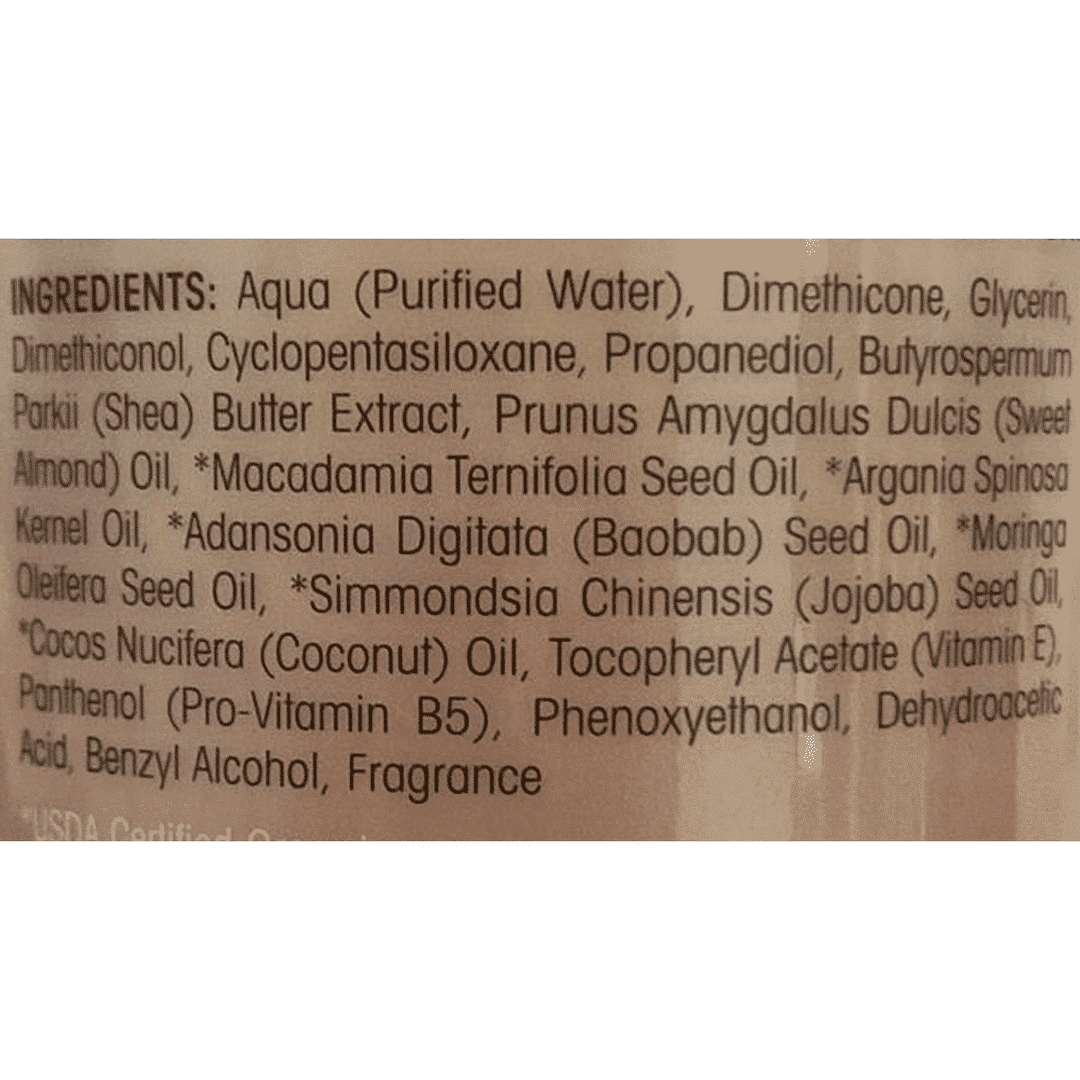 INGREDIENTS: Aqua (Purified Water), Dimethicone, Glycerin,
Dimethiconol, Cyclopentasiloxane, Propanediol, Butyrospermum
Parkii (Shea) Butter Extract, Prunus Amygdalus Dulcis (Sweet
Almond) Oil, *Macadamia Ternifolia Seed Oil, *Argania Spinosa
Kernel Oil, *Adansonia Digitata (Baobab) Seed Oil, *Moringa
Oleifera Seed Oil, *Simmondsia Chinensis (Jojoba) Seed Oil,
*Cocos Nucifera (Coconut) Oil, Tocopheryl Acetate (Vitamin E),
Panthenol (Pro-Vitamin B5), Phenoxyethanol, Dehydroacetic
Acid, Benzyl Alcohol, Fragrance
*USDA Certified